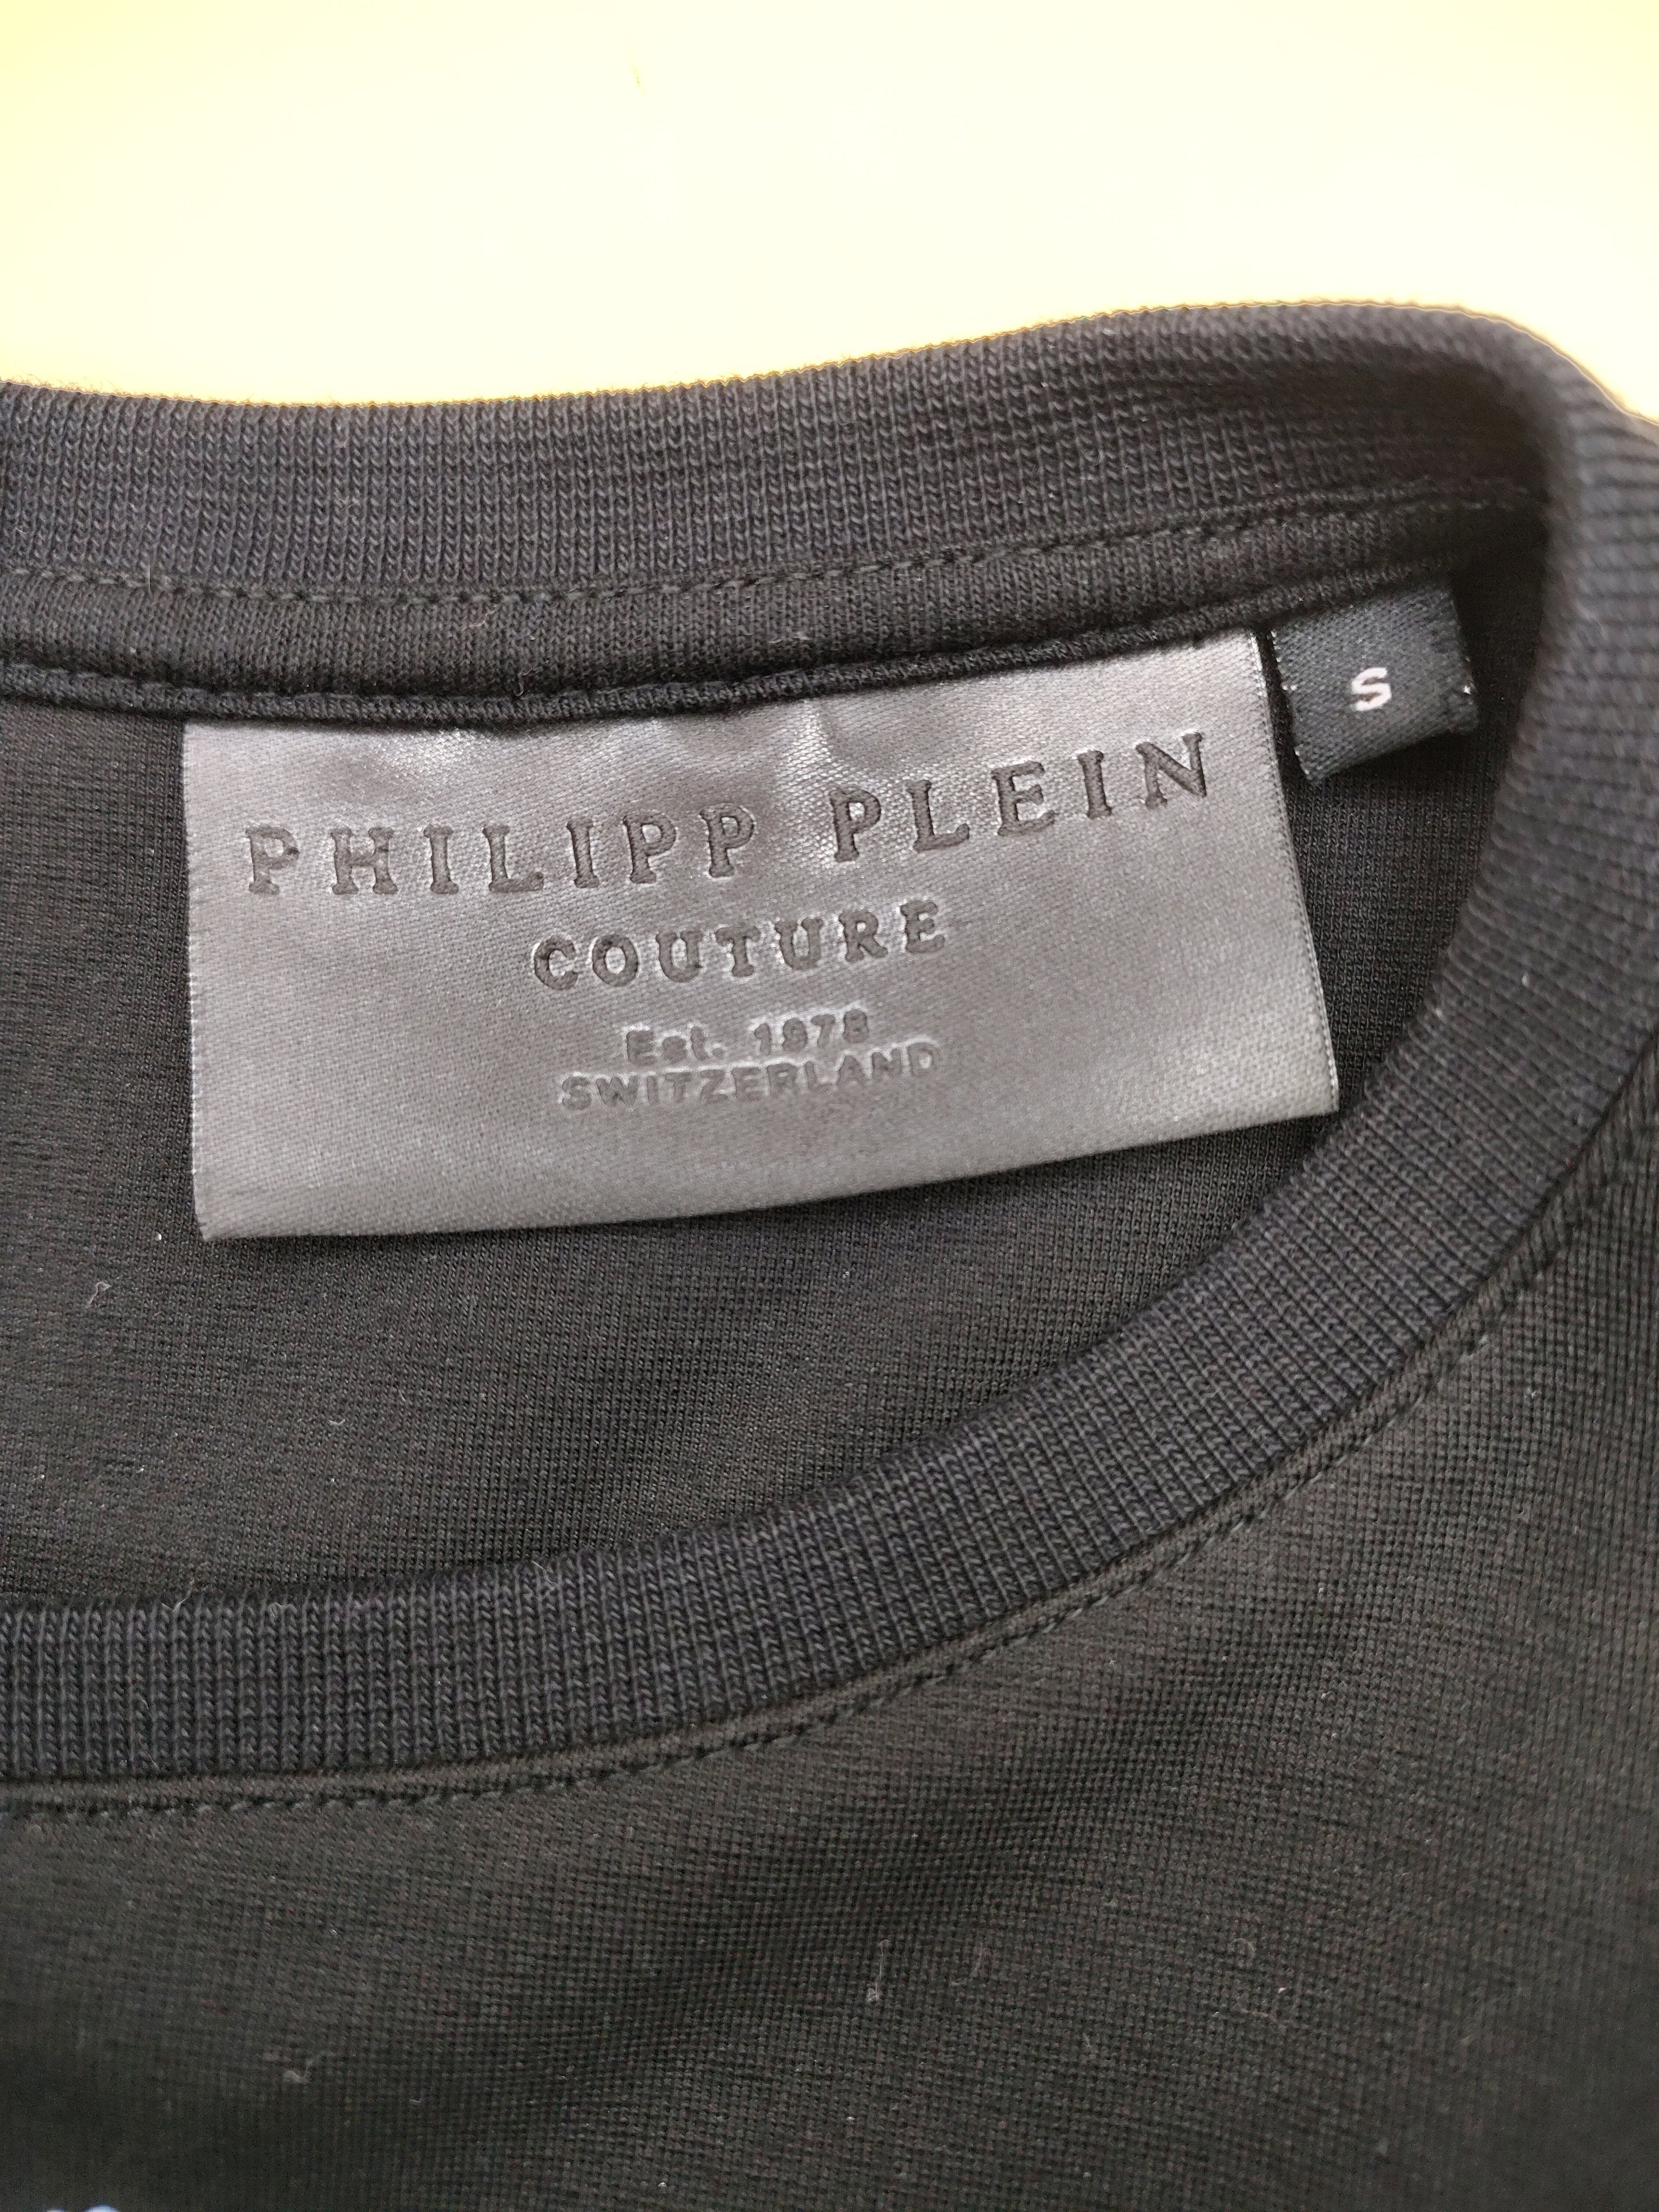 PHILIPP PLEIN
COUTURE
Est. 1978
SWITZERLAND
S